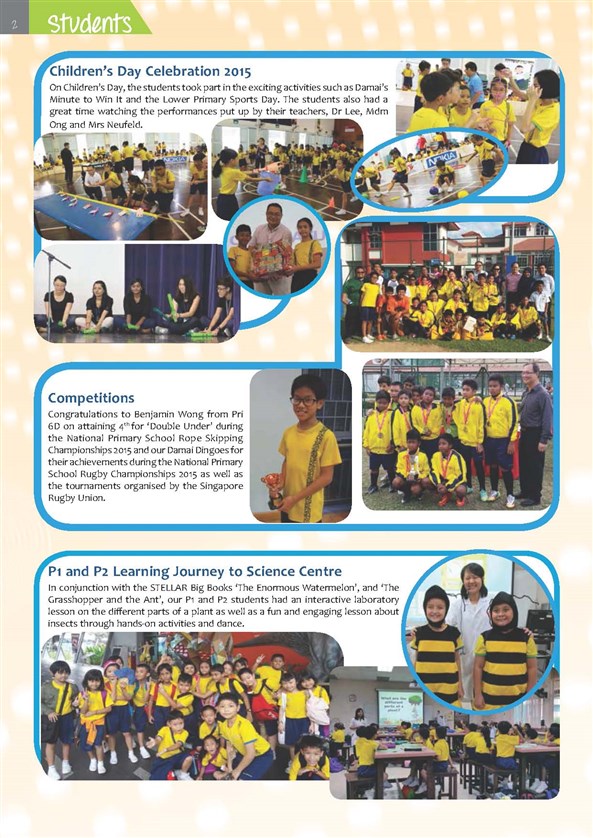 2
Students
Children's Day Celebration 2015
On Children's Day, the students took part in the exciting activities such as Damai's
Minute to Win It and the Lower Primary Sports Day. The students also had a
great time watching the performances put up by their teachers, Dr Lee, Mdm
Ong and Mrs Neufeld.
NOKIA
NOKIA
Competitions
Congratulations to Benjamin Wong from Pri
6D on attaining 4th for 'Double Under' during
the National Primary School Rope Skipping
Championships 2015 and our Damai Dingoes for
their achievements during the National Primary
School Rugby Championships 2015 as well as
the tournaments organised by the Singapore
Rugby Union.
P1 and P2 Learning Journey to Science Centre
In conjunction with the STELLAR Big Books 'The Enormous Watermelon', and 'The
Grasshopper and the Ant', our P1 and P2 students had an interactive laboratory
lesson on the different parts of a plant as well as a fun and engaging lesson about
insects through hands-on activities and dance.
What are the
different
parts of a
plant?